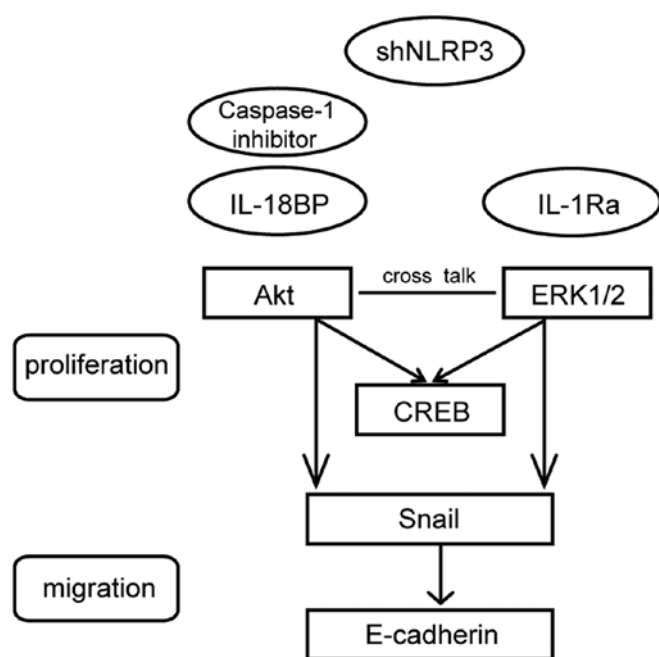 shNLRP3
Caspase-1
inhibitor
IL-18BP
IL-1Ra
Akt
cross talk
ERK1/2
proliferation
CREB
Snail
migration
E-cadherin